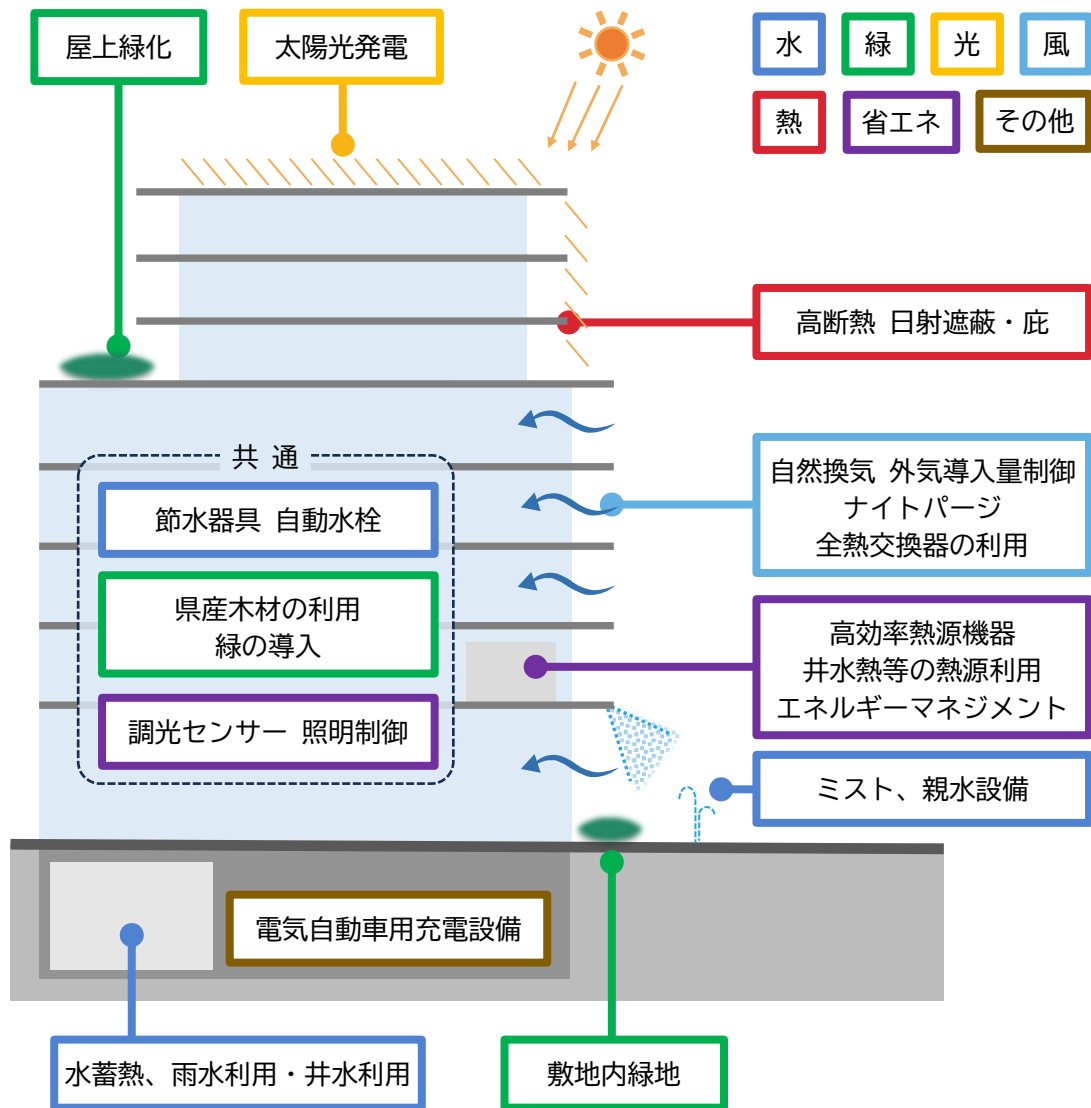 屋上緑化
太陽光発電
水
緑
光
風
熱
省エネ
その他
高断熱 日射遮蔽・庇
共 通
節水器具 自動水栓
県産木材の利用
緑の導入
調光センサー 照明制御
自然換気 外気導入量制御
ナイトパージ
全熱交換器の利用
高効率熱源機器
井水熱等の熱源利用
エネルギーマネジメント
ミスト、親水設備
電気自動車用充電設備
水蓄熱、雨水利用・井水利用
敷地内緑地